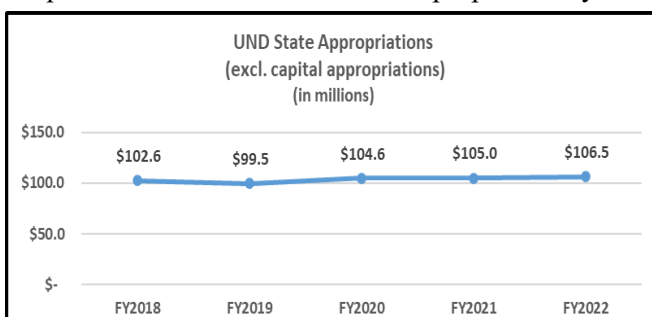 UND State Appropriations
(excl. capital appropriations)
(in millions)
$150.0
$102.6 $99.5 $104.6 $105.0 $106.5
$100.0
$50.0
$-
FY2018 FY2019 FY2020 FY2021 FY2022